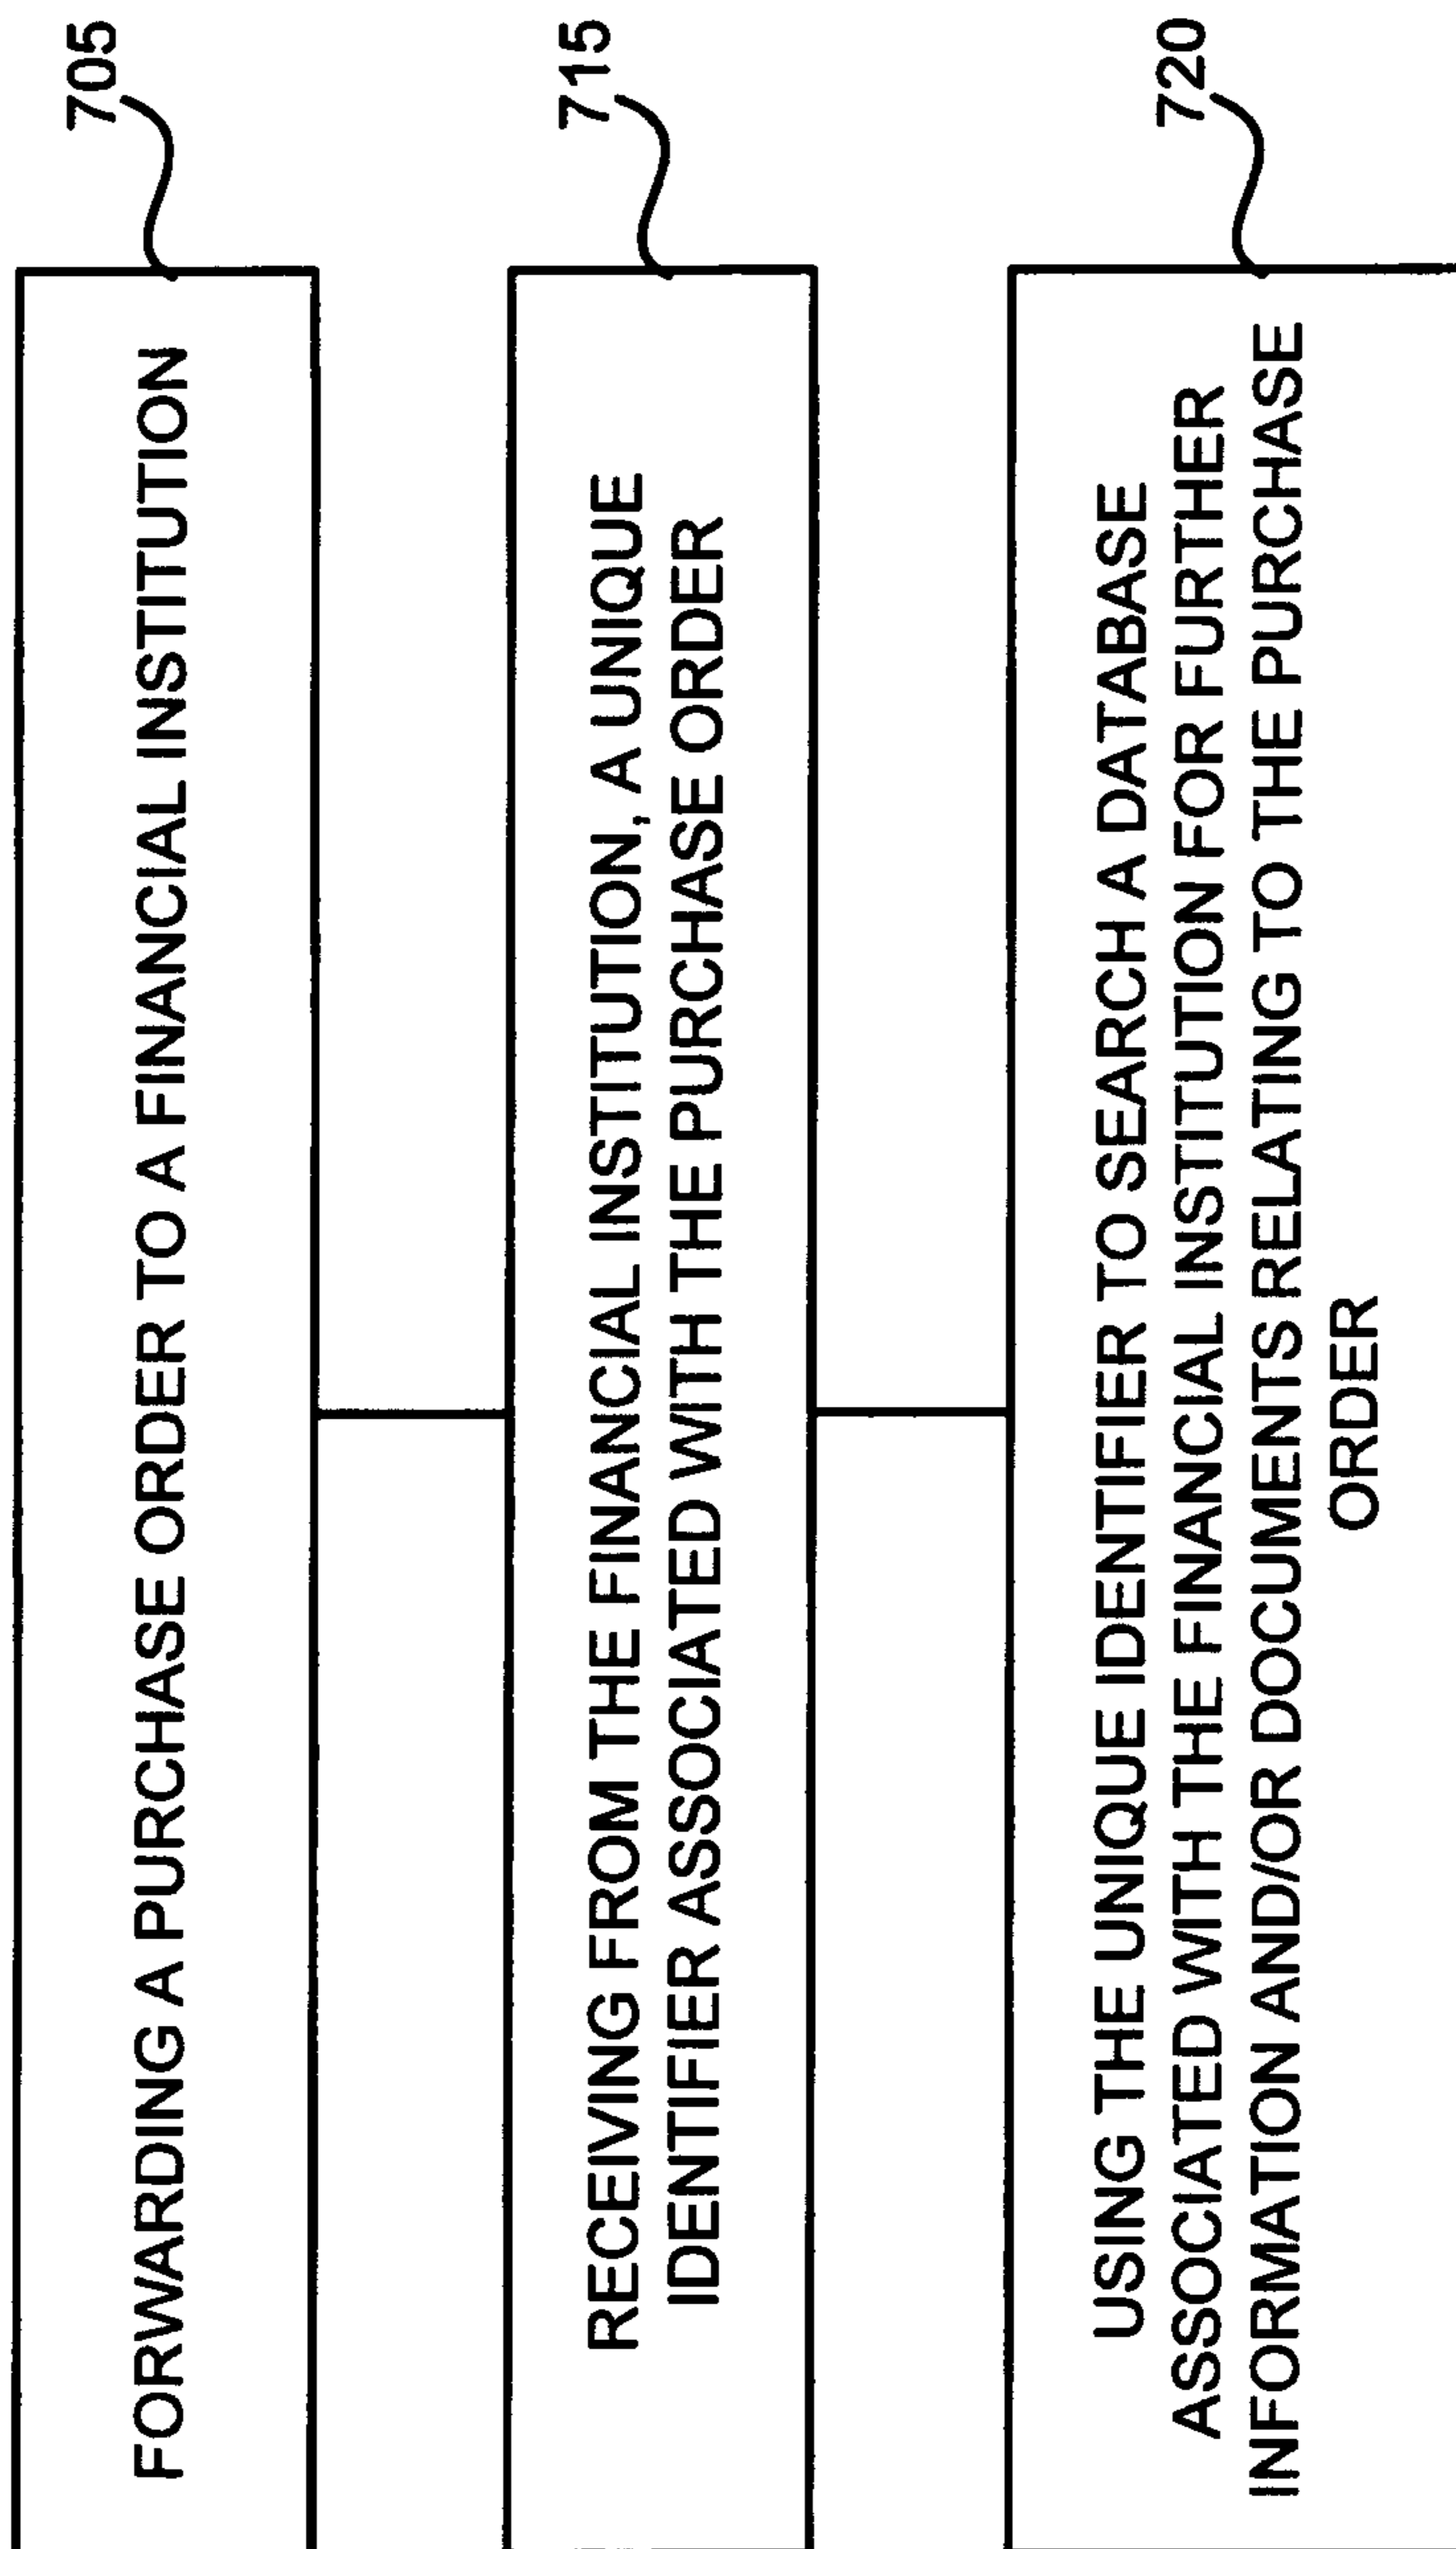 705
FORWARDING A PURCHASE ORDER TO A FINANCIAL INSTITUTION
715
RECEIVING FROM THE FINANCIAL INSTITUTION, A UNIQUE
IDENTIFIER ASSOCIATED WITH THE PURCHASE ORDER
720
USING THE UNIQUE IDENTIFIER TO SEARCH A DATABASE
ASSOCIATED WITH THE FINANCIAL INSTITUTION FOR FURTHER
INFORMATION AND/OR DOCUMENTS RELATING TO THE PURCHASE
ORDER